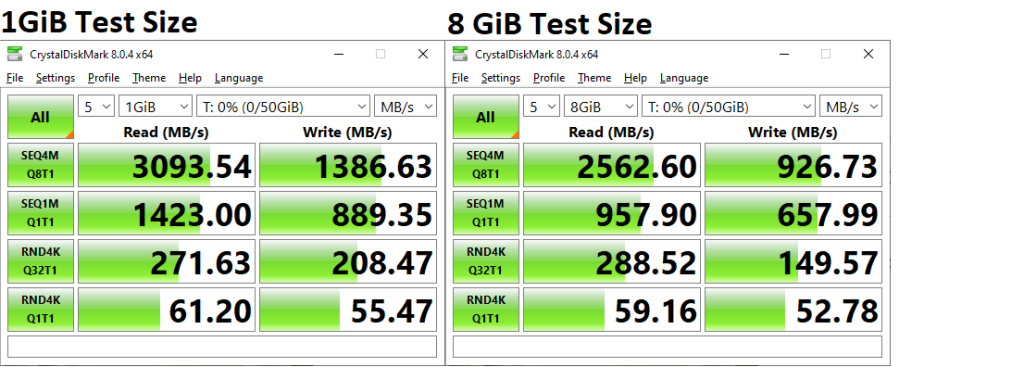 1GiB Test Size
CrystalDiskMark 8.0.4 x64
File Settings Profile Theme Help Language
All 5 1GiB T: 0% (0/50GiB) MB/s
Read (MB/s) Write (MB/s)
SEQ4M Q8T1 3093.54 1386.63
SEQ1M Q1T1 1423.00 889.35
RND4K Q32T1 271.63 208.47
RND4K Q1T1 61.20 55.47
8 GiB Test Size
CrystalDiskMark 8.0.4 x64
File Settings Profile Theme Help Language
All 5 8GiB T: 0% (0/50GiB) MB/s
Read (MB/s) Write (MB/s)
SEQ4M Q8T1 2562.60 926.73
SEQ1M Q1T1 957.90 657.99
RND4K Q32T1 288.52 149.57
RND4K Q1T1 59.16 52.78